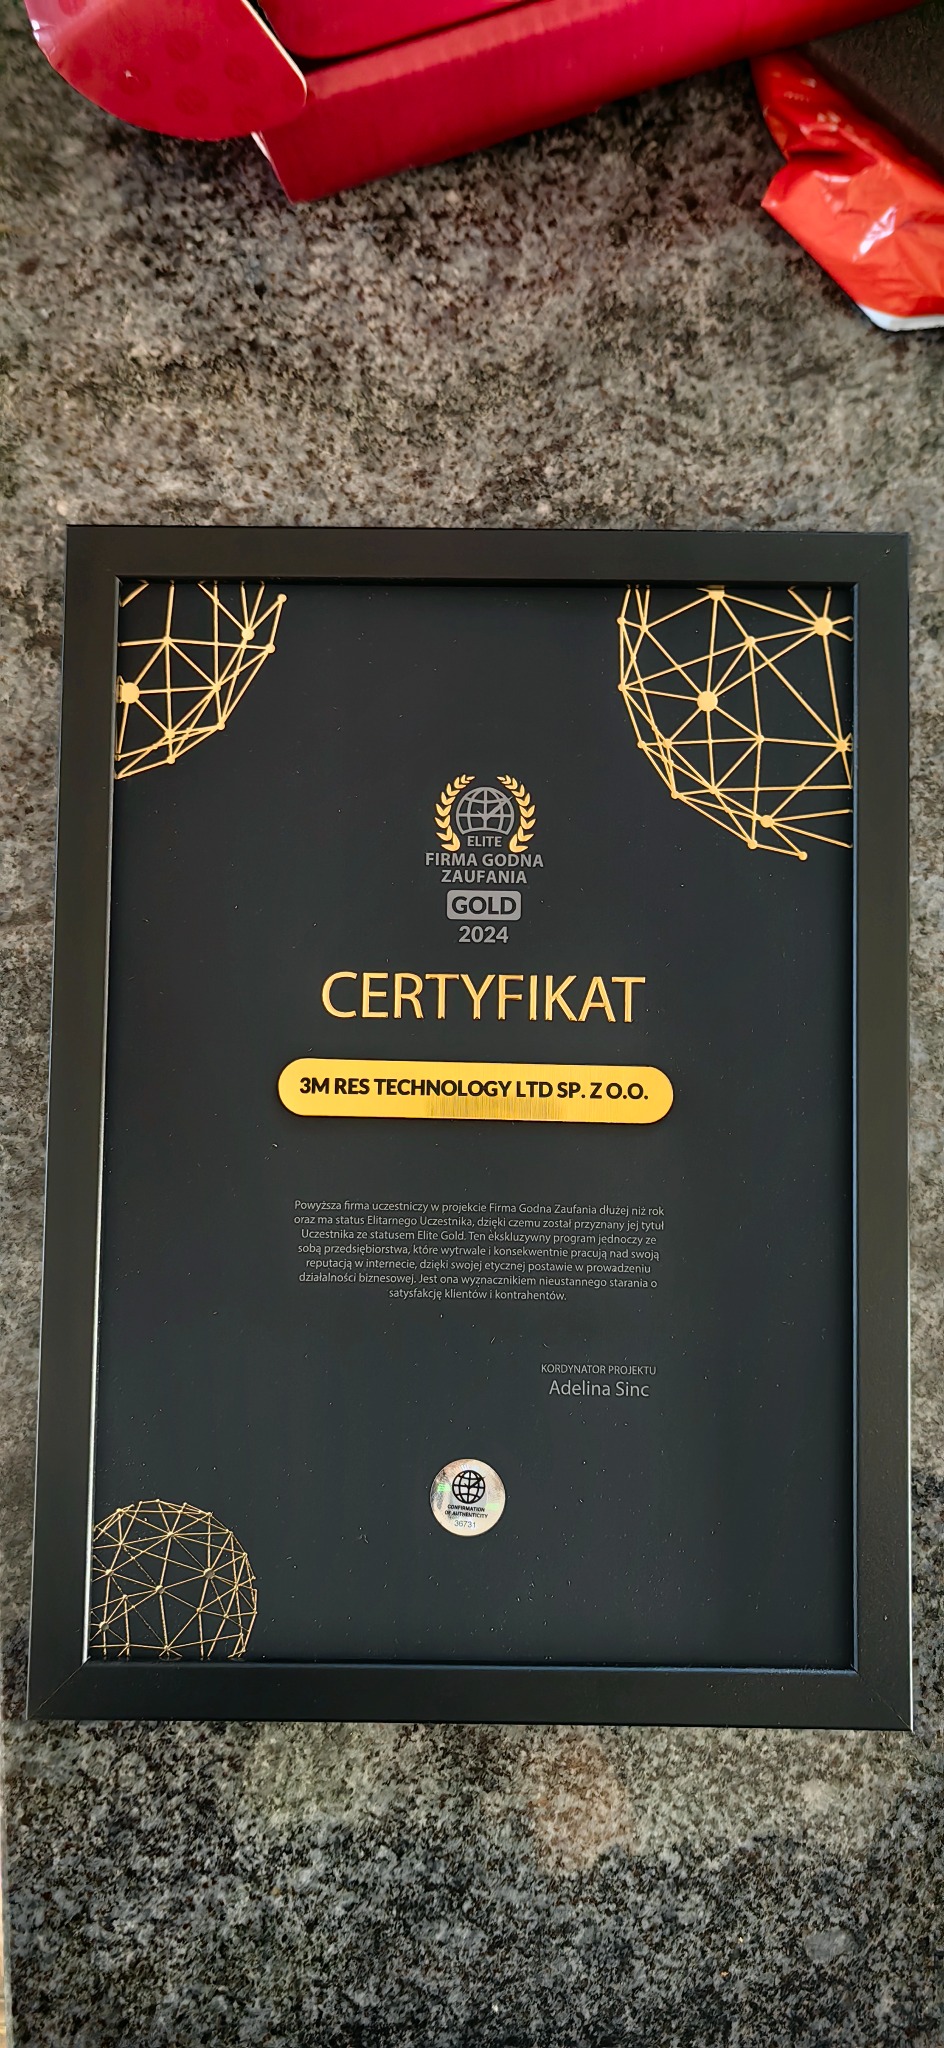 ELITE
FIRMA GODNA
ZAUFANIA
GOLD
2024
CERTYFIKAT
3M RES TECHNOLOGY LTD SP. Z O.O.
Powyższa firma uczestniczy w projekcie Firma Godna Zaufania dłużej niż rok
oraz ma status Elitarnego Uczestnika, dzięki czemu został przyznany jej tytuł
Uczestnika ze statusem Elite Gold. Ten ekskluzywny program jednoczy ze
sobą przedsiębiorstwa, które wytrwale i konsekwentnie pracują nad swoją
reputacją w internecie, dzięki swojej etycznej postawie w prowadzeniu
działalności biznesowej. Jest ona wyznacznikiem nieustannego starania o
satysfakcję klientów i kontrahentów.
KORDYNATOR PROJEKTU
Adelina Sinc
CONFIRMATION
OF AUTHENTICITY
36731